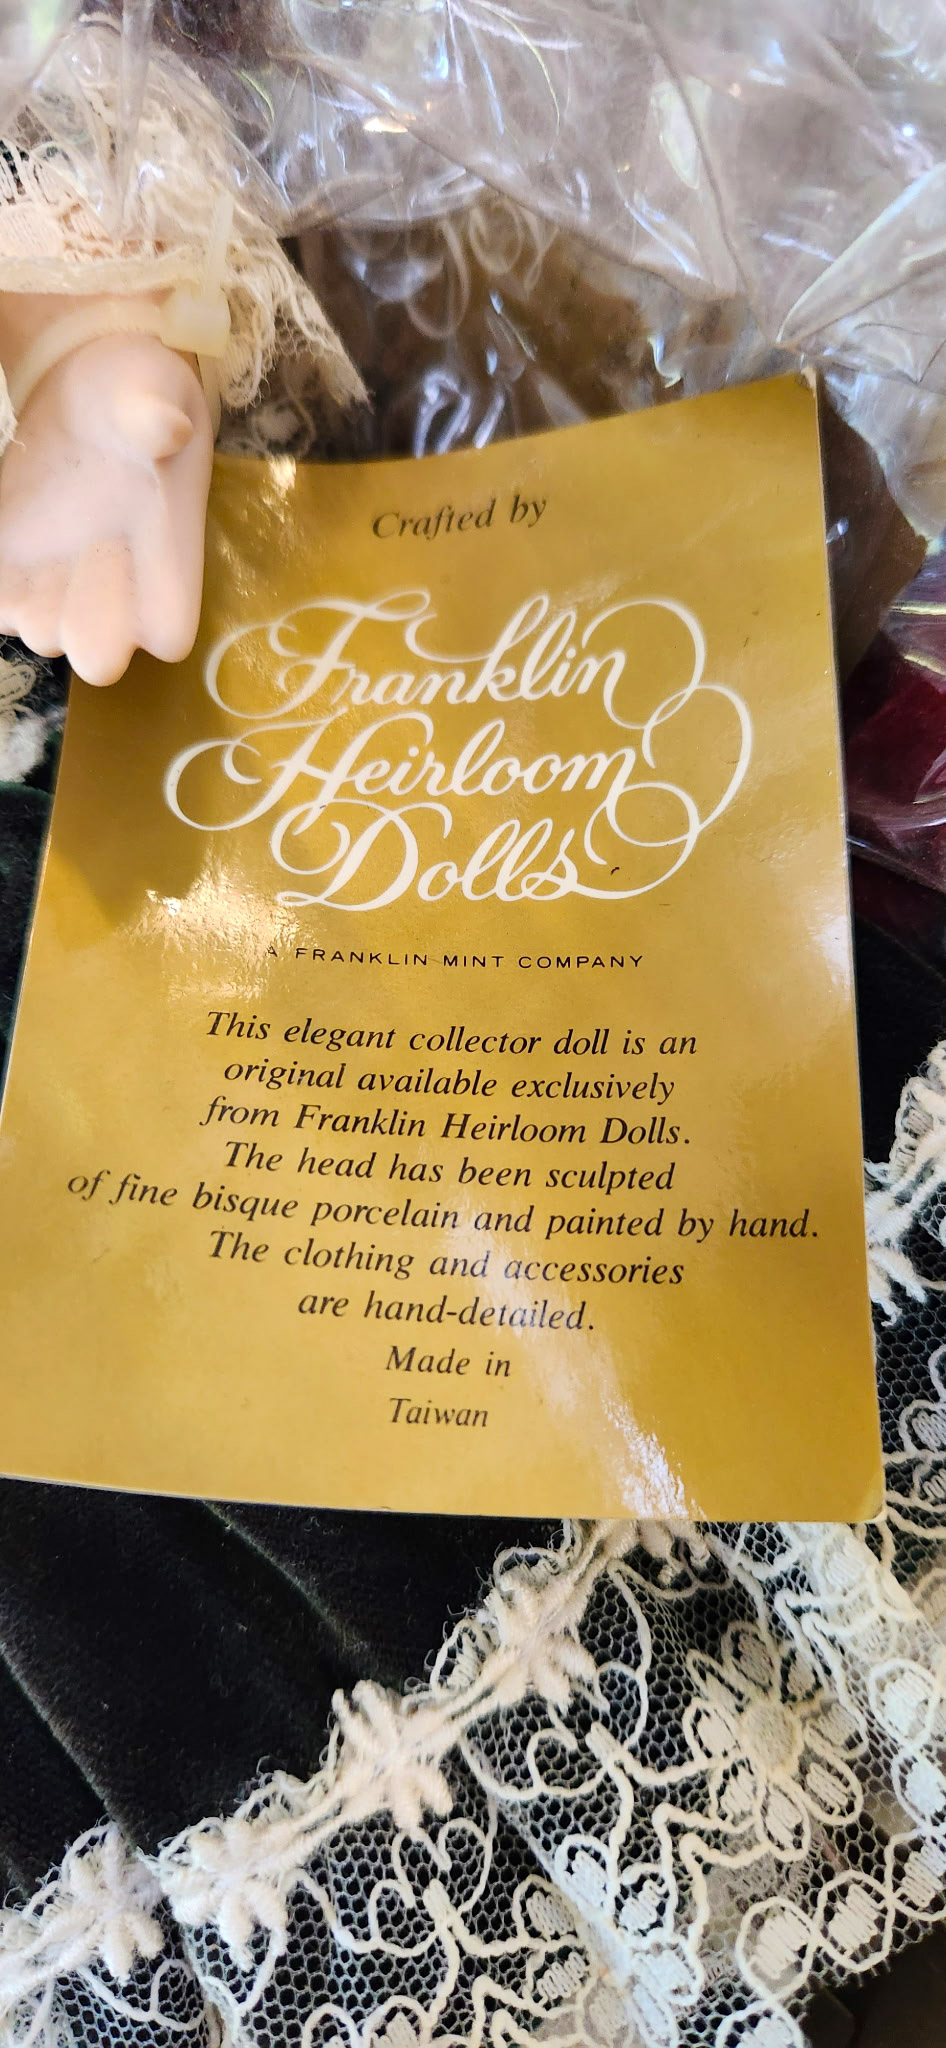 Crafted by
Franklin
Heirloom
Dolls
A FRANKLIN MINT COMPANY
This elegant collector doll is an
original available exclusively
from Franklin Heirloom Dolls.
The head has been sculpted
of fine bisque porcelain and painted by hand.
The clothing and accessories
are hand-detailed.
Made in
Taiwan